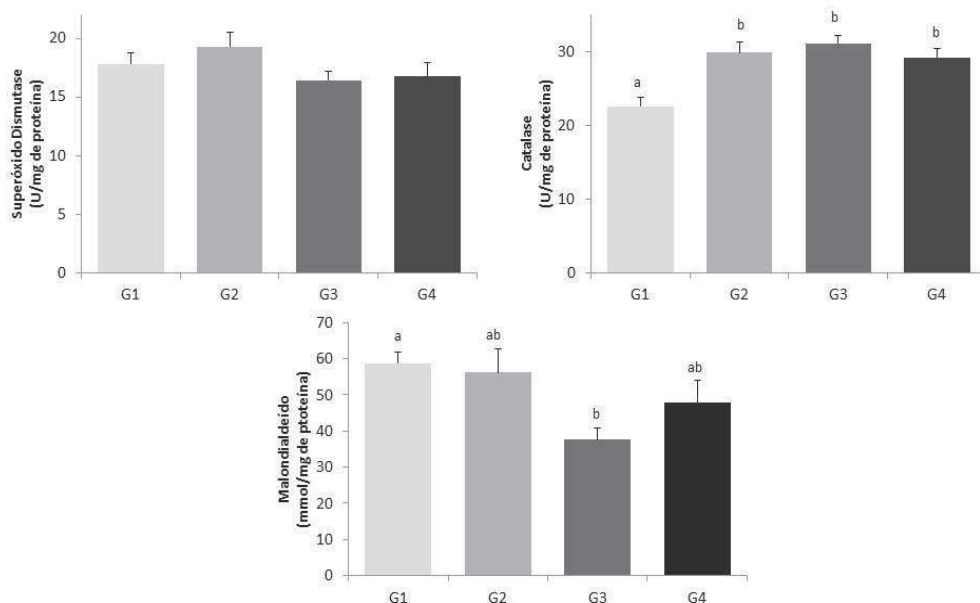 Superóxido Dismutase
(U/mg de proteína)
20
15
10
5
0
G1 G2 G3 G4
Catalase
(U/mg de proteína)
30
20
10
0
a
b
b
b
G1 G2 G3 G4
Malondialdeído
(mmol/mg de ptoteína)
70
60
50
40
30
20
10
0
a
ab
b
ab
G1 G2 G3 G4